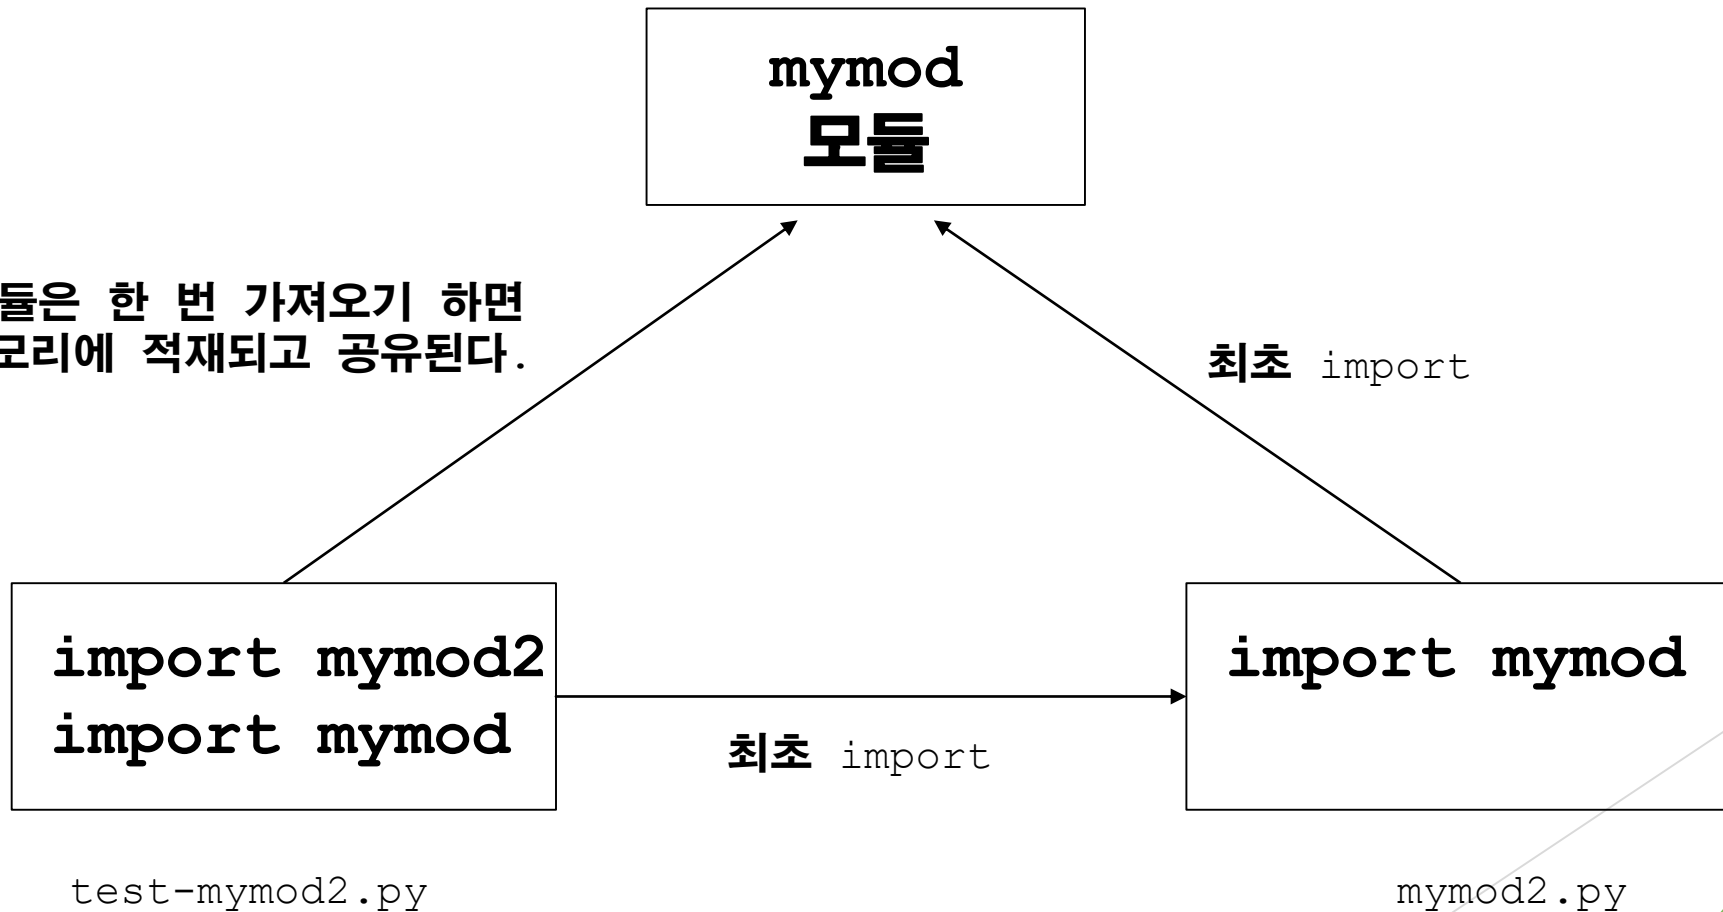 mymod
모듈
듈은 한 번 가져오기 하면
모리에 적재되고 공유된다.
최초 import
import mymod2
import mymod
최초 import
import mymod
test-mymod2.py
mymod2.py